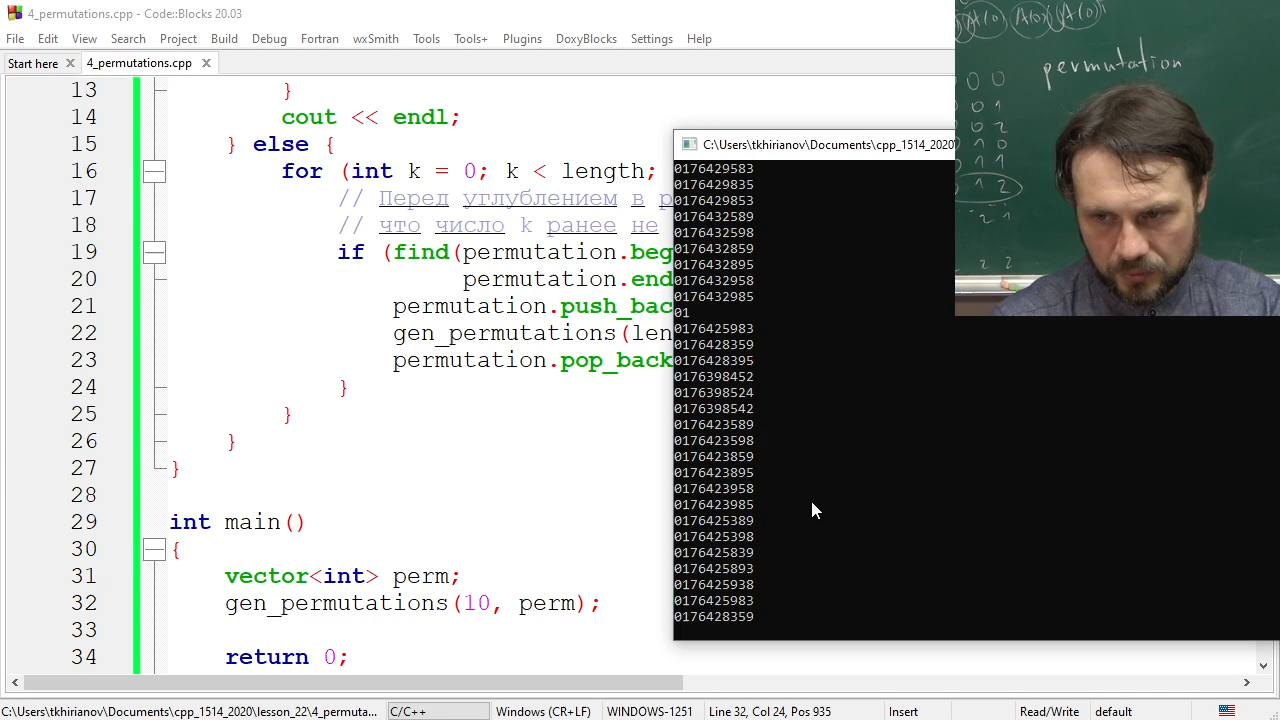 4_permutations.cpp - Code::Blocks 20.03
File Edit View Search Project Build Debug Fortran wxSmith Tools Tools+ Plugins DoxyBlocks Settings Help
Start here 4_permutations.cpp
13 }
14 cout << endl;
15 } else {
16 for (int k = 0; k < length;
17 // Перед углублением в р
18 // что число k ранее не
19 if (find(permutation.beg
20 permutation.end
21 permutation.push_bac
22 gen_permutations(len
23 permutation.pop_back
24 }
25 }
26 }
27 }
28
29 int main()
30 {
31 vector<int> perm;
32 gen_permutations(10, perm);
33
34 return 0;
C:\Users\tkhirianov\Documents\cpp_1514_2020\
0176429583
0176429835
0176429853
0176432589
0176432598
0176432859
0176432895
0176432958
0176432985
01
0176425983
0176428359
0176428395
0176398452
0176398524
0176398542
0176423589
0176423598
0176423859
0176423895
0176423958
0176423985
0176425389
0176425398
0176425839
0176425893
0176425938
0176425983
0176428359
permutation
C:\Users\tkhirianov\Documents\cpp_1514_2020\lesson_22\4_permuta... C/C++ Windows (CR+LF) WINDOWS-1251 Line 32, Col 24, Pos 935 Insert Read/Write default